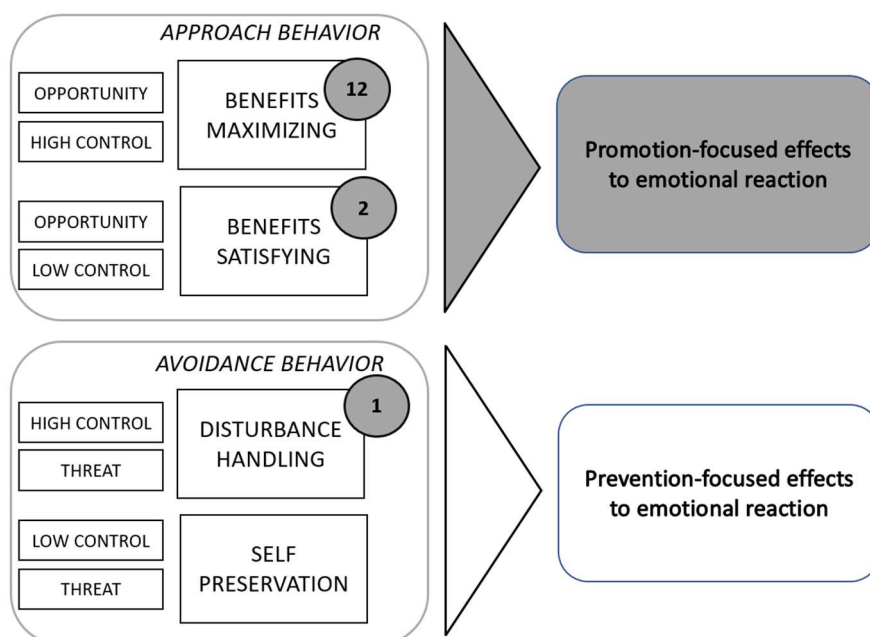 APPROACH BEHAVIOR
OPPORTUNITY
HIGH CONTROL
BENEFITS
MAXIMIZING
12
OPPORTUNITY
LOW CONTROL
BENEFITS
SATISFYING
2
Promotion-focused effects
to emotional reaction
AVOIDANCE BEHAVIOR
HIGH CONTROL
THREAT
DISTURBANCE
HANDLING
1
LOW CONTROL
THREAT
SELF
PRESERVATION
Prevention-focused effects
to emotional reaction